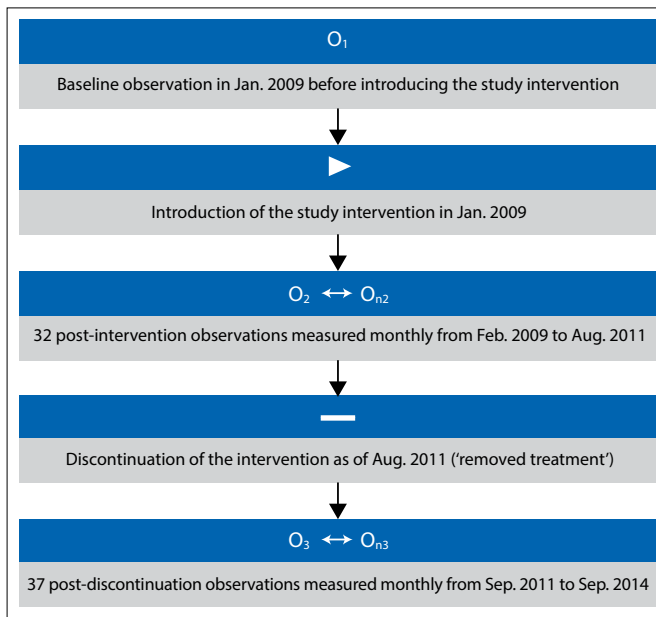 O₁
Baseline observation in Jan. 2009 before introducing the study intervention
Introduction of the study intervention in Jan. 2009
O₂ ↔ Oₙ₂
32 post-intervention observations measured monthly from Feb. 2009 to Aug. 2011
Discontinuation of the intervention as of Aug. 2011 (‘removed treatment’)
O₃ ↔ Oₙ₃
37 post-discontinuation observations measured monthly from Sep. 2011 to Sep. 2014